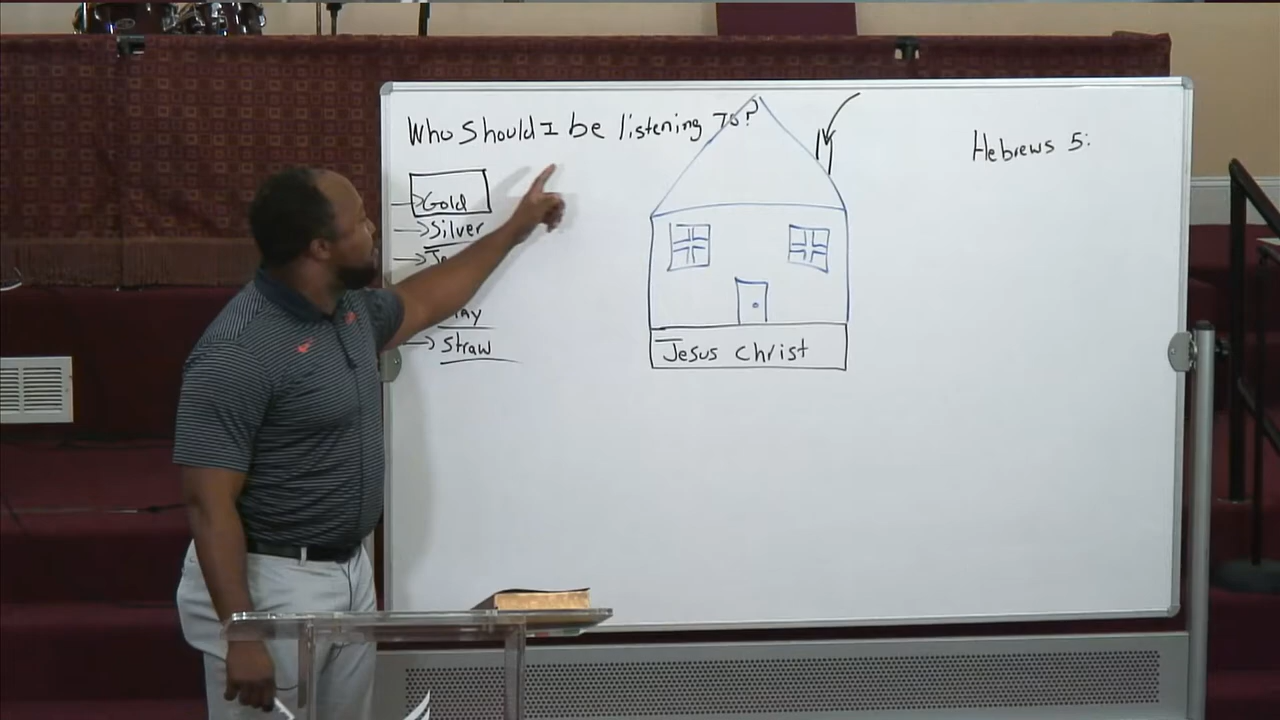 Who Should I be listening To?
Hebrews 5:
Gold
Silver
Straw
Jesus Christ